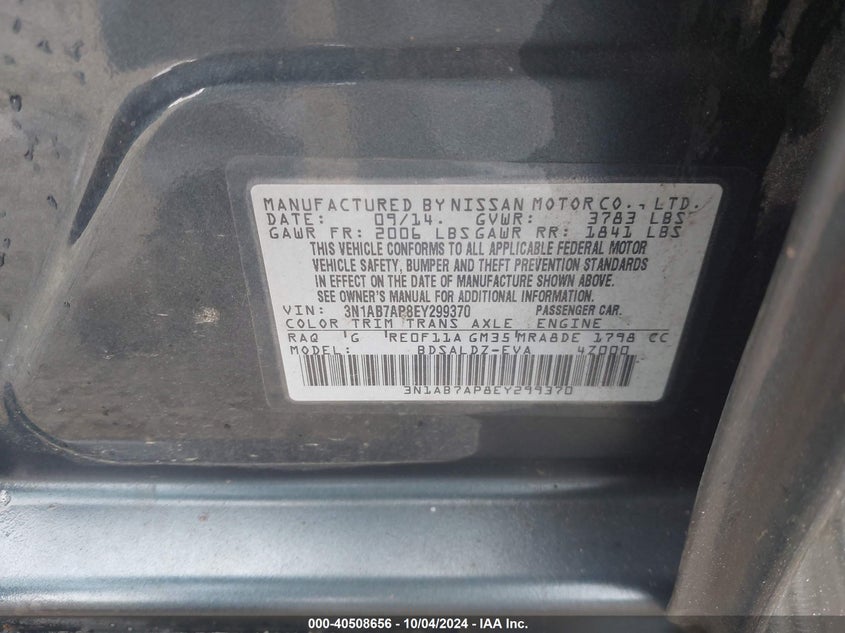 MANUFACTURED BY NISSAN MOTOR CO., LTD.
DATE: 09/14. GVWR: 3783 LBS
GAWR FR: 2006 LBS GAWR RR: 1841 LBS
THIS VEHICLE CONFORMS TO ALL APPLICABLE FEDERAL MOTOR
VEHICLE SAFETY, BUMPER AND THEFT PREVENTION STANDARDS
IN EFFECT ON THE DATE OF MANUFACTURE SHOWN ABOVE.
SEE OWNER'S MANUAL FOR ADDITIONAL INFORMATION.
VIN: 3N1AB7AP8EY299370 PASSENGER CAR.
COLOR TRIM TRANS AXLE ENGINE
RAQ G RE0F11A GM35 MRA8DE 1798 CC
MODEL: BDSALDZ-EVA 4Z000
3N1AB7AP8EY299370
000-40508656 - 10/04/2024 - IAA Inc.